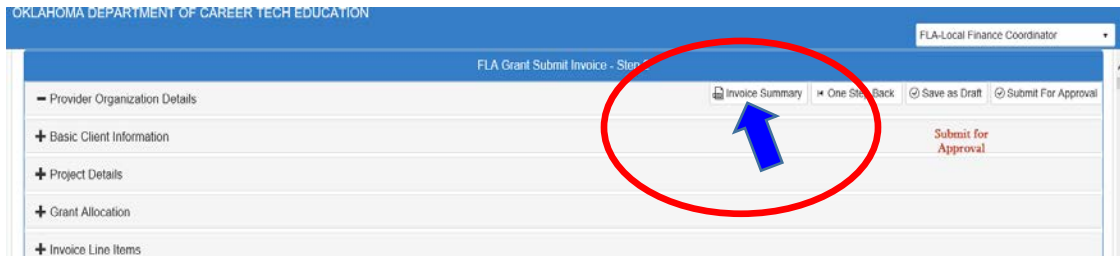 OKLAHOMA DEPARTMENT OF CAREER TECH EDUCATION
FLA-Local Finance Coordinator
FLA Grant Submit Invoice - Step
Provider Organization Details
Invoice Summary
One Step Back
Save as Draft
Submit For Approval
Basic Client Information
Submit for
Approval
Project Details
Grant Allocation
Invoice Line Items